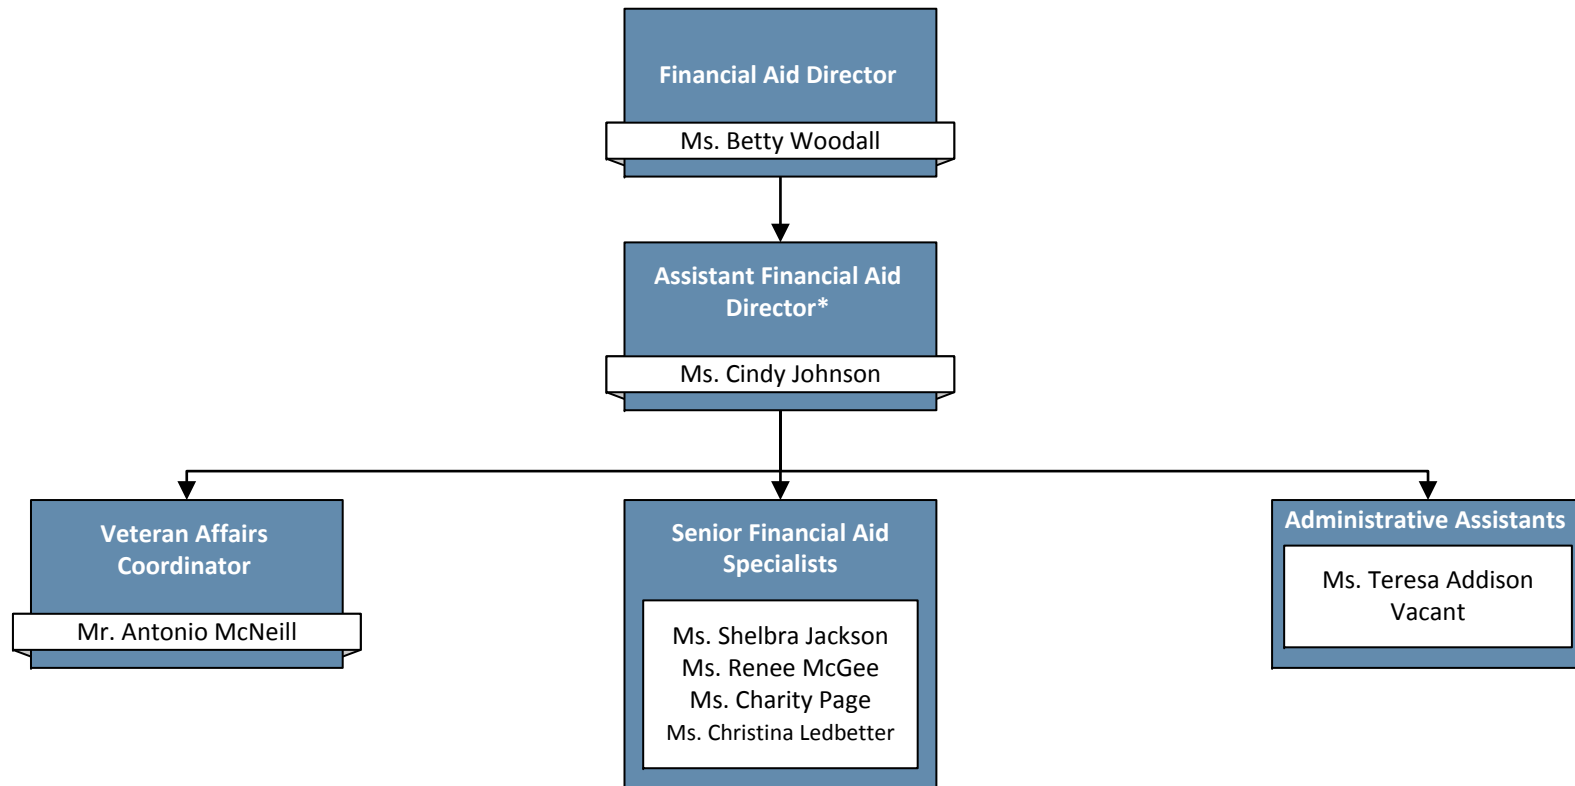 Financial Aid Director
Ms. Betty Woodall
Assistant Financial Aid
Director*
Ms. Cindy Johnson
Veteran Affairs
Coordinator
Mr. Antonio McNeill
Senior Financial Aid
Specialists
Ms. Shelbra Jackson
Ms. Renee McGee
Ms. Charity Page
Ms. Christina Ledbetter
Administrative Assistants
Ms. Teresa Addison
Vacant